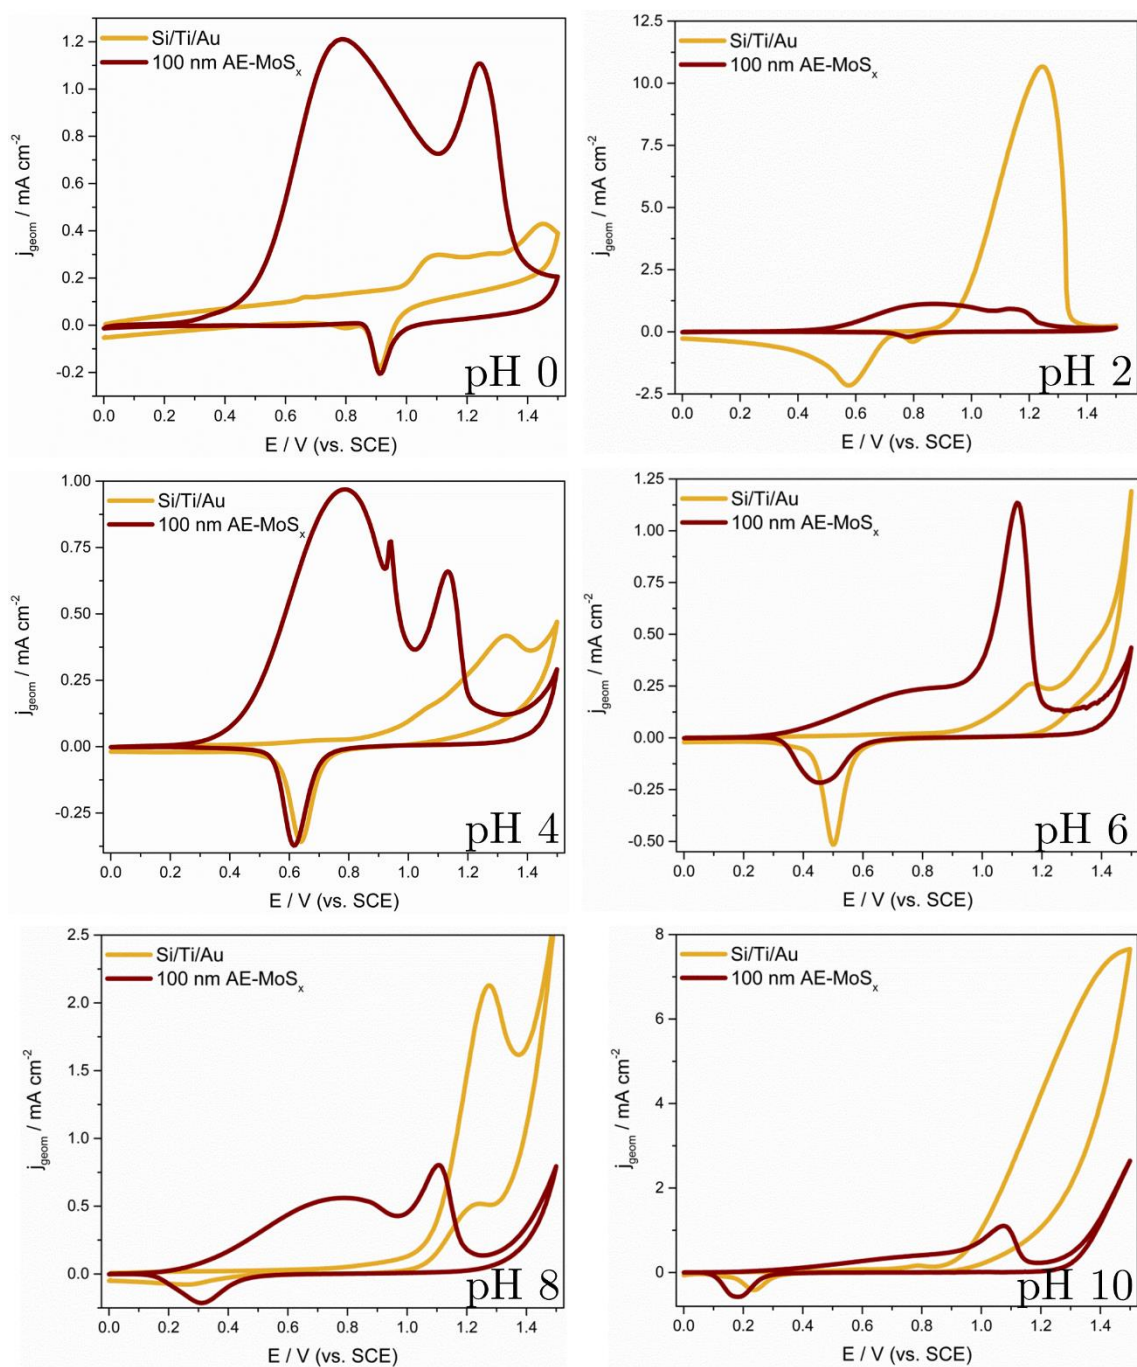 Si/Ti/Au
100 nm AE-MoSₓ
j_geom / mA cm⁻²
1.2
1.0
0.8
0.6
0.4
0.2
0.0
-0.2
0.0 0.2 0.4 0.6 0.8 1.0 1.2 1.4
E / V (vs. SCE)
pH 0
Si/Ti/Au
100 nm AE-MoSₓ
j_geom / mA cm⁻²
12.5
10.0
7.5
5.0
2.5
0.0
-2.5
0.0 0.2 0.4 0.6 0.8 1.0 1.2 1.4
E / V (vs. SCE)
pH 2
Si/Ti/Au
100 nm AE-MoSₓ
j_geom / mA cm⁻²
1.00
0.75
0.50
0.25
0.00
-0.25
0.0 0.2 0.4 0.6 0.8 1.0 1.2 1.4
E / V (vs. SCE)
pH 4
Si/Ti/Au
100 nm AE-MoSₓ
j_geom / mA cm⁻²
1.25
1.00
0.75
0.50
0.25
0.00
-0.25
-0.50
0.0 0.2 0.4 0.6 0.8 1.0 1.2 1.4
E / V (vs. SCE)
pH 6
Si/Ti/Au
100 nm AE-MoSₓ
j_geom / mA cm⁻²
2.5
2.0
1.5
1.0
0.5
0.0
0.0 0.2 0.4 0.6 0.8 1.0 1.2 1.4
E / V (vs. SCE)
pH 8
Si/Ti/Au
100 nm AE-MoSₓ
j_geom / mA cm⁻²
8
6
4
2
0
0.0 0.2 0.4 0.6 0.8 1.0 1.2 1.4
E / V (vs. SCE)
pH 10